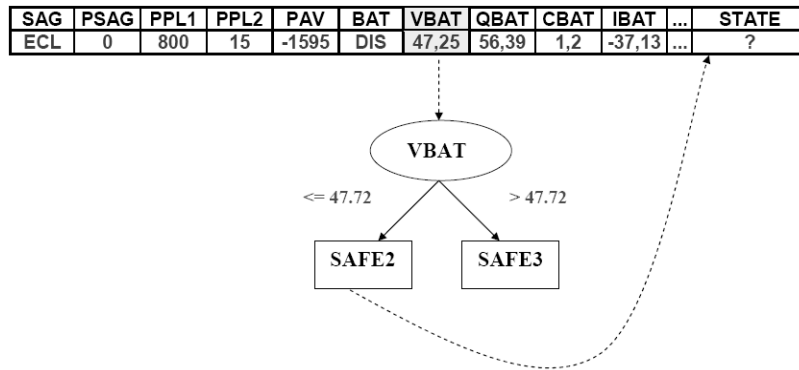 SAG PSAG PPL1 PPL2 PAV BAT VBAT QBAT CBAT IBAT ... STATE
ECL 0 800 15 -1595 DIS 47,25 56,39 1,2 -37,13 ... ?
VBAT
<= 47.72 > 47.72
SAFE2 SAFE3